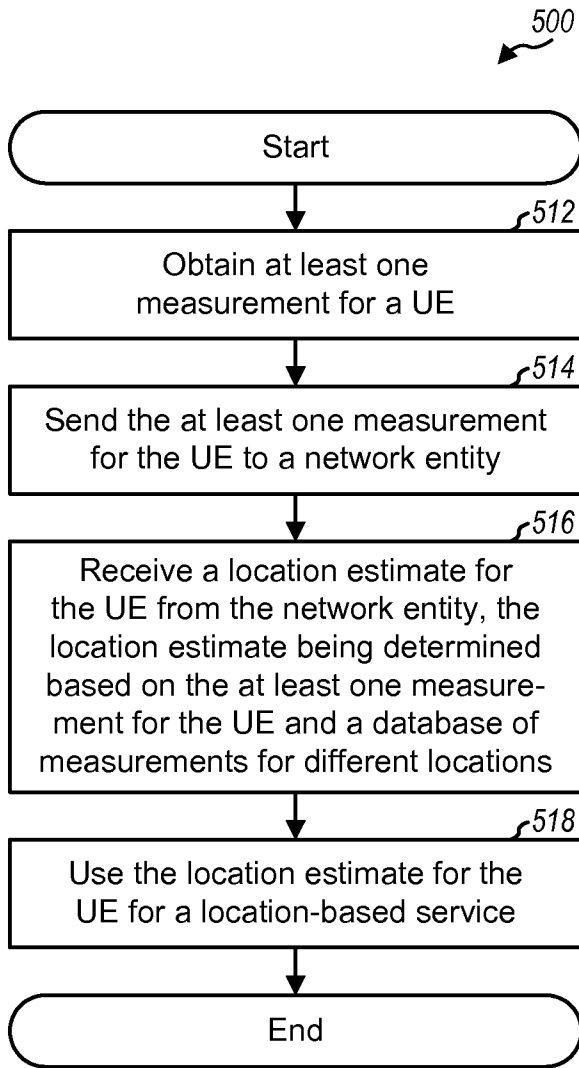 500
Start
512
Obtain at least one
measurement for a UE
514
Send the at least one measurement
for the UE to a network entity
516
Receive a location estimate for
the UE from the network entity, the
location estimate being determined
based on the at least one measure-
ment for the UE and a database of
measurements for different locations
518
Use the location estimate for the
UE for a location-based service
End